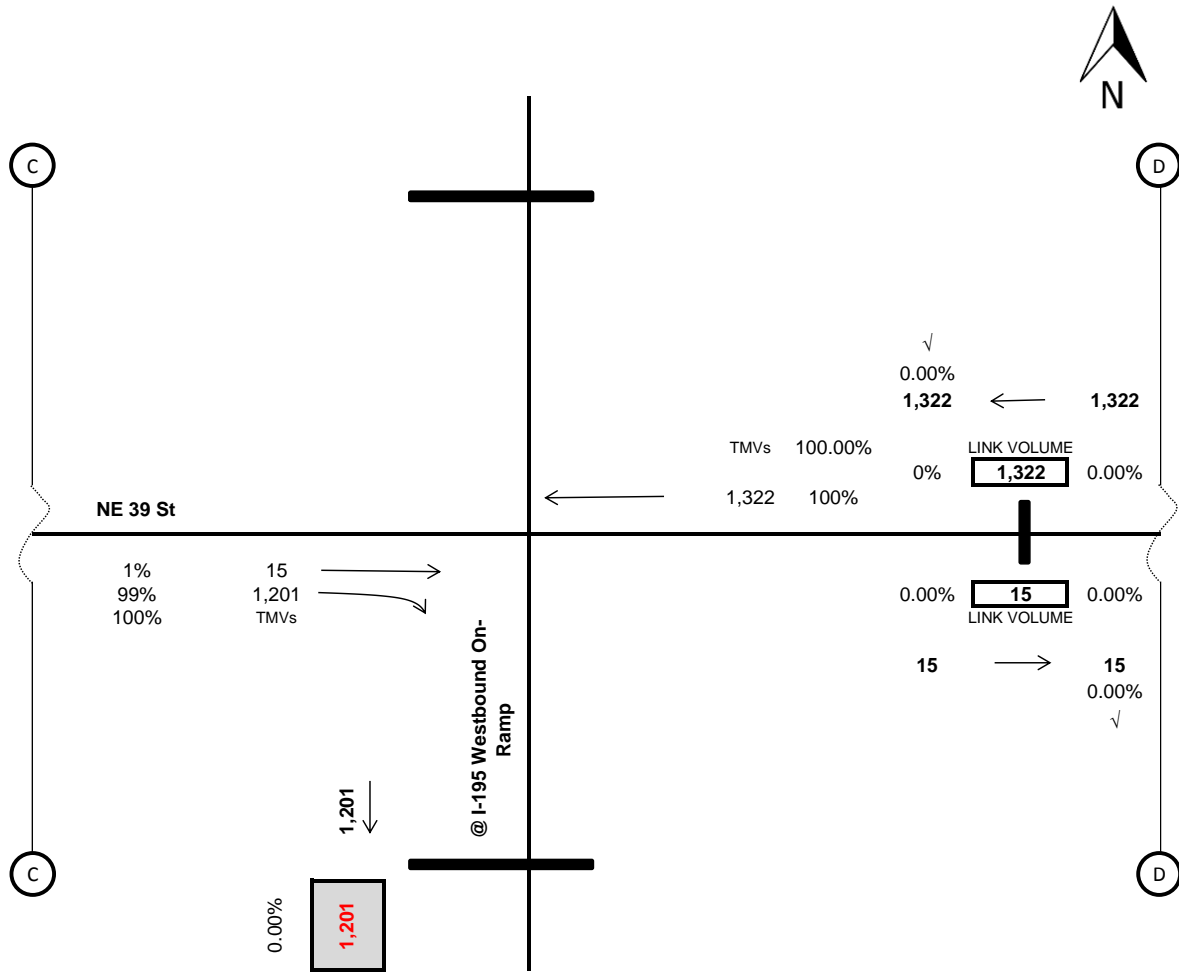 N
C
D
√
0.00%
1,322 1,322
TMVs 100.00% LINK VOLUME
0% 1,322 0.00%
1,322 100%
NE 39 St
1% 15
99% 1,201
100% TMVs
0.00% 15 0.00%
LINK VOLUME
15 15
0.00%
√
@ I-195 Westbound On-
Ramp
1,201
C
D
0.00%
1,201